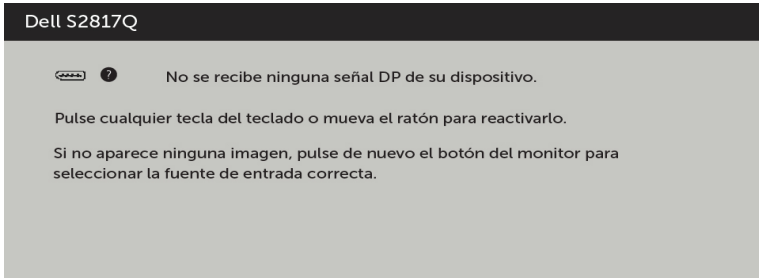 Dell S2817Q
? No se recibe ninguna señal DP de su dispositivo.
Pulse cualquier tecla del teclado o mueva el ratón para reactivarlo.
Si no aparece ninguna imagen, pulse de nuevo el botón del monitor para
seleccionar la fuente de entrada correcta.